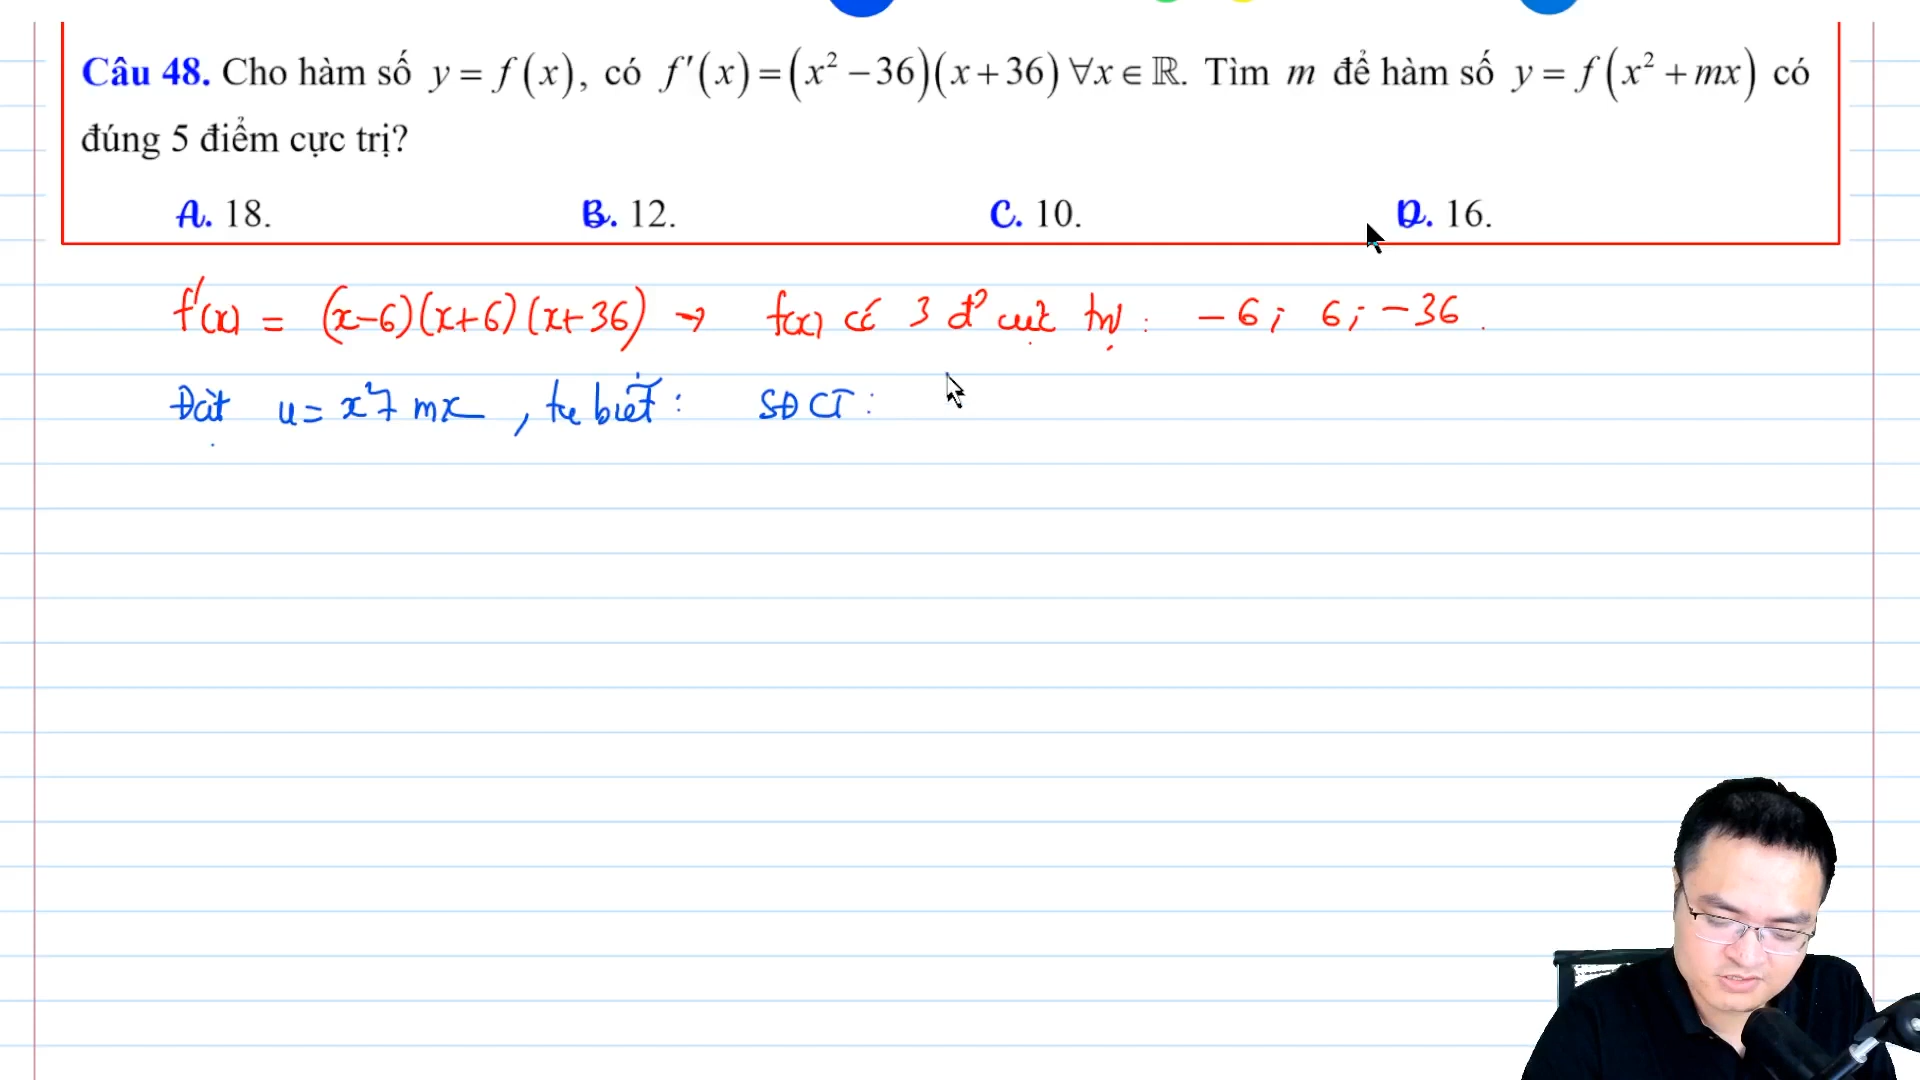 Câu 48. Cho hàm số y = f(x), có f′(x) = (x² − 36)(x + 36) ∀x ∈ ℝ. Tìm m để hàm số y = f(x² + mx) có
đúng 5 điểm cực trị?
A. 18. B. 12. C. 10. D. 16.
f'(x) = (x−6)(x+6)(x+36) → f(x) có 3 đ² cực trị : −6; 6; −36.
Đặt u = x²+ mx , ta biết : SĐCT :